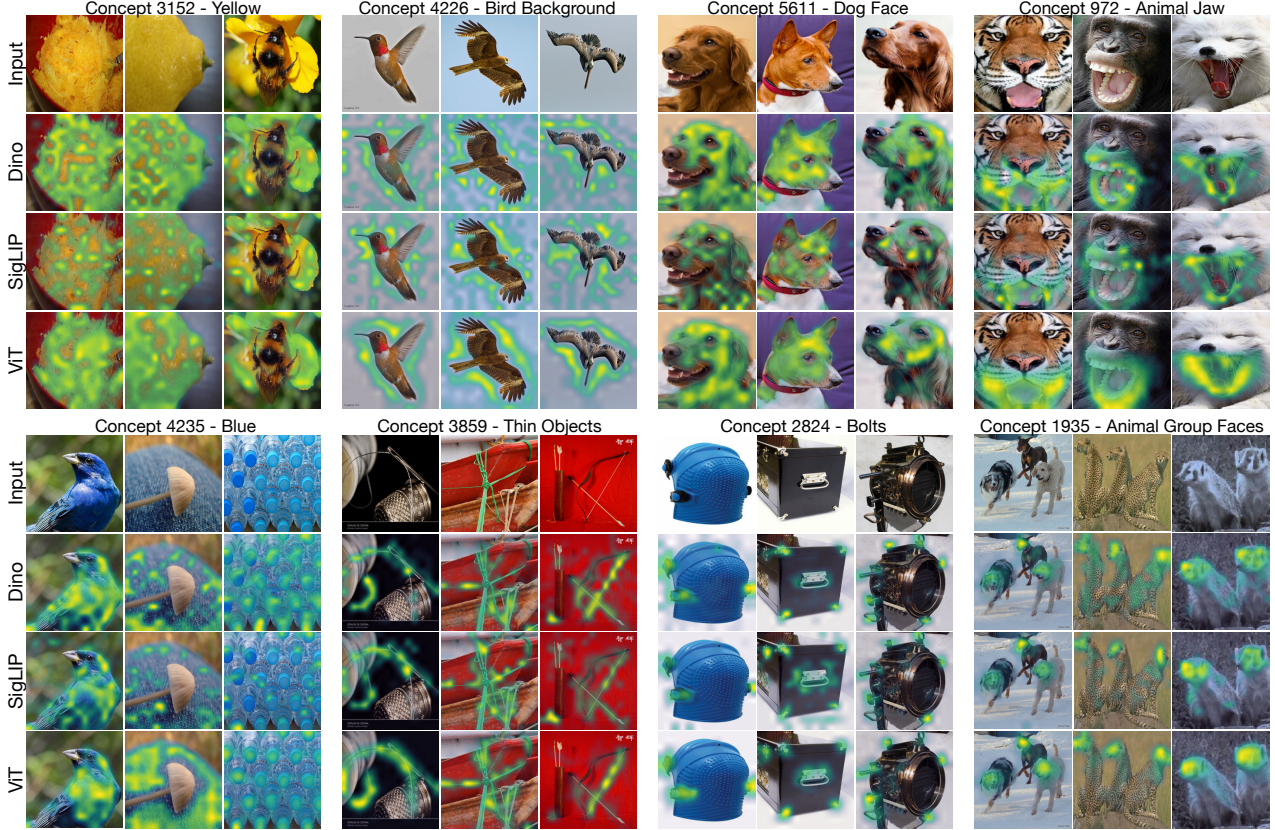 Concept 3152 - Yellow
Concept 4226 - Bird Background
Concept 5611 - Dog Face
Concept 972 - Animal Jaw
Input
Dino
SigLIP
ViT
Concept 4235 - Blue
Concept 3859 - Thin Objects
Concept 2824 - Bolts
Concept 1935 - Animal Group Faces
Input
Dino
SigLIP
ViT